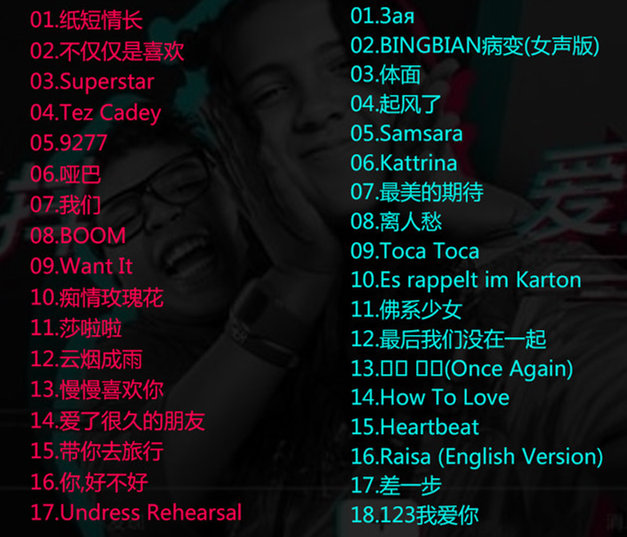 01.纸短情长
02.不仅仅是喜欢
03.Superstar
04.Tez Cadey
05.9277
06.哑巴
07.我们
08.BOOM
09.Want It
10.痴情玫瑰花
11.莎啦啦
12.云烟成雨
13.慢慢喜欢你
14.爱了很久的朋友
15.带你去旅行
16.你,好不好
17.Undress Rehearsal
01.Зая
02.BINGBIAN病变(女声版)
03.体面
04.起风了
05.Samsara
06.Kattrina
07.最美的期待
08.离人愁
09.Toca Toca
10.Es rappelt im Karton
11.佛系少女
12.最后我们没在一起
13.□□ □□(Once Again)
14.How To Love
15.Heartbeat
16.Raisa (English Version)
17.差一步
18.123我爱你
爱